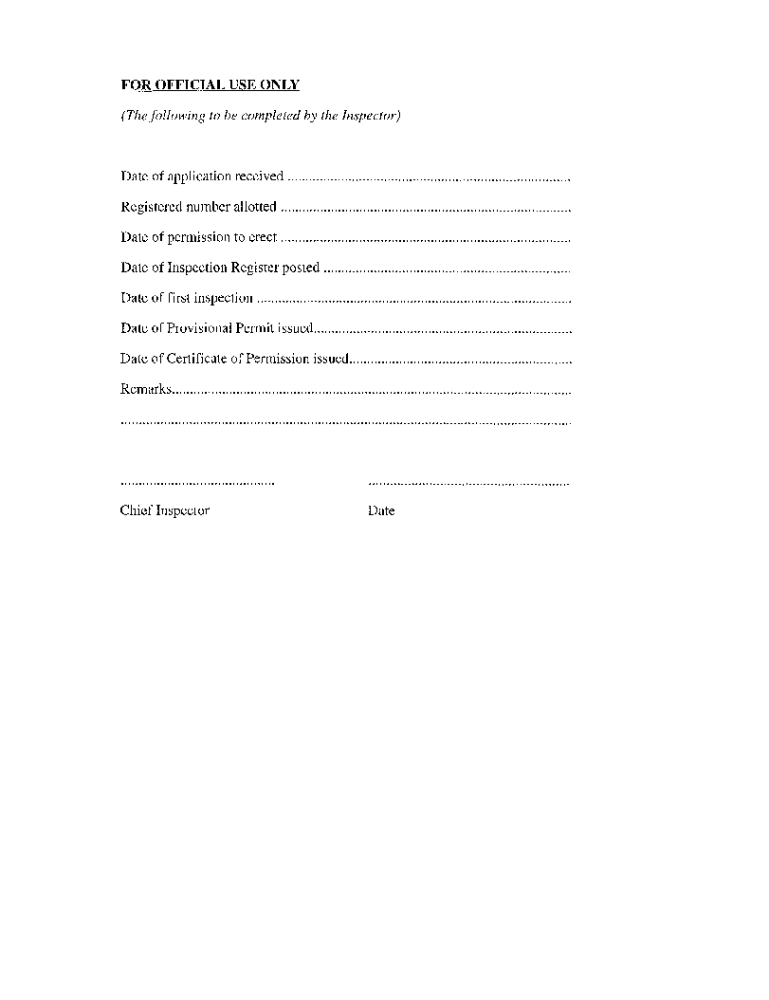 FOR OFFICIAL USE ONLY
(The following to be completed by the Inspector)
Date of application received ................................................................................
Registered number allotted ..................................................................................
Date of permission to erect ..................................................................................
Date of Inspection Register posted .....................................................................
Date of first inspection ........................................................................................
Date of Provisional Permit issued........................................................................
Date of Certificate of Permission issued..............................................................
Remarks................................................................................................................
..............................................................................................................................
........................................... .........................................................
Chief Inspector Date